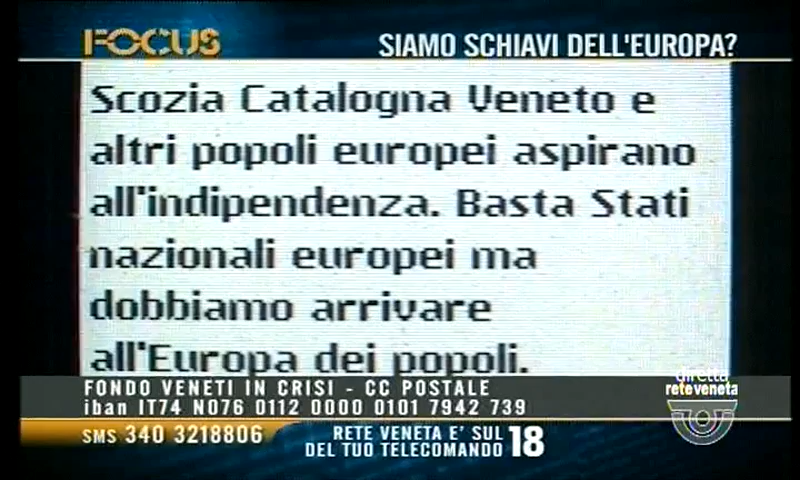 FOCUS
SIAMO SCHIAVI DELL'EUROPA?
Scozia Catalogna Veneto e
altri popoli europei aspirano
all'indipendenza. Basta Stati
nazionali europei ma
dobbiamo arrivare
all'Europa dei popoli.
diretta
reteveneta
FONDO VENETI IN CRISI - CC POSTALE
iban IT74 N076 0112 0000 0101 7942 739
SMS 340 3218806
RETE VENETA E' SUL
DEL TUO TELECOMANDO 18